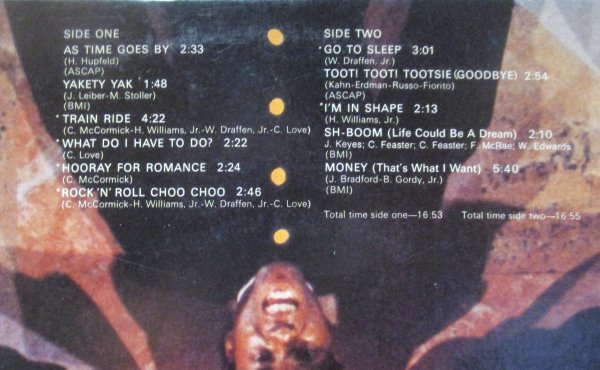 SIDE ONE
AS TIME GOES BY 2:33
(H. Hupfeld)
(ASCAP)
YAKETY YAK 1:48
(J. Leiber-M. Stoller)
(BMI)
*TRAIN RIDE 4:22
(C. McCormick-H. Williams, Jr.-W. Draffen, Jr.-C. Love)
*WHAT DO I HAVE TO DO? 2:22
(C. Love)
*HOORAY FOR ROMANCE 2:24
(C. McCormick)
*ROCK 'N' ROLL CHOO CHOO 2:46
(C. McCormick-H. Williams, Jr.-W. Draffen, Jr.-C. Love)
SIDE TWO
*GO TO SLEEP 3:01
(W. Draffen, Jr.)
TOOT! TOOT! TOOTSIE (GOODBYE) 2:54
(Kahn-Erdman-Russo-Fiorito)
(ASCAP)
*I'M IN SHAPE 2:13
(H. Williams, Jr.)
SH-BOOM (Life Could Be A Dream) 2:10
J. Keyes; C. Feaster; C. Feaster; F. McRae; W. Edwards
(BMI)
MONEY (That's What I Want) 5:40
(J. Bradford-B. Gordy, Jr.)
(BMI)
Total time side one—16:53 Total time side two—16:55